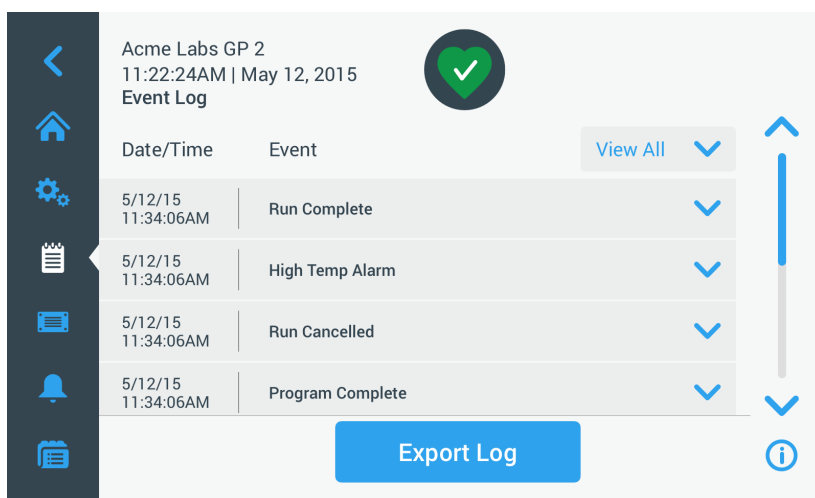 Acme Labs GP 2
11:22:24AM | May 12, 2015
Event Log
Date/Time Event View All
5/12/15
11:34:06AM
Run Complete
5/12/15
11:34:06AM
High Temp Alarm
5/12/15
11:34:06AM
Run Cancelled
5/12/15
11:34:06AM
Program Complete
Export Log